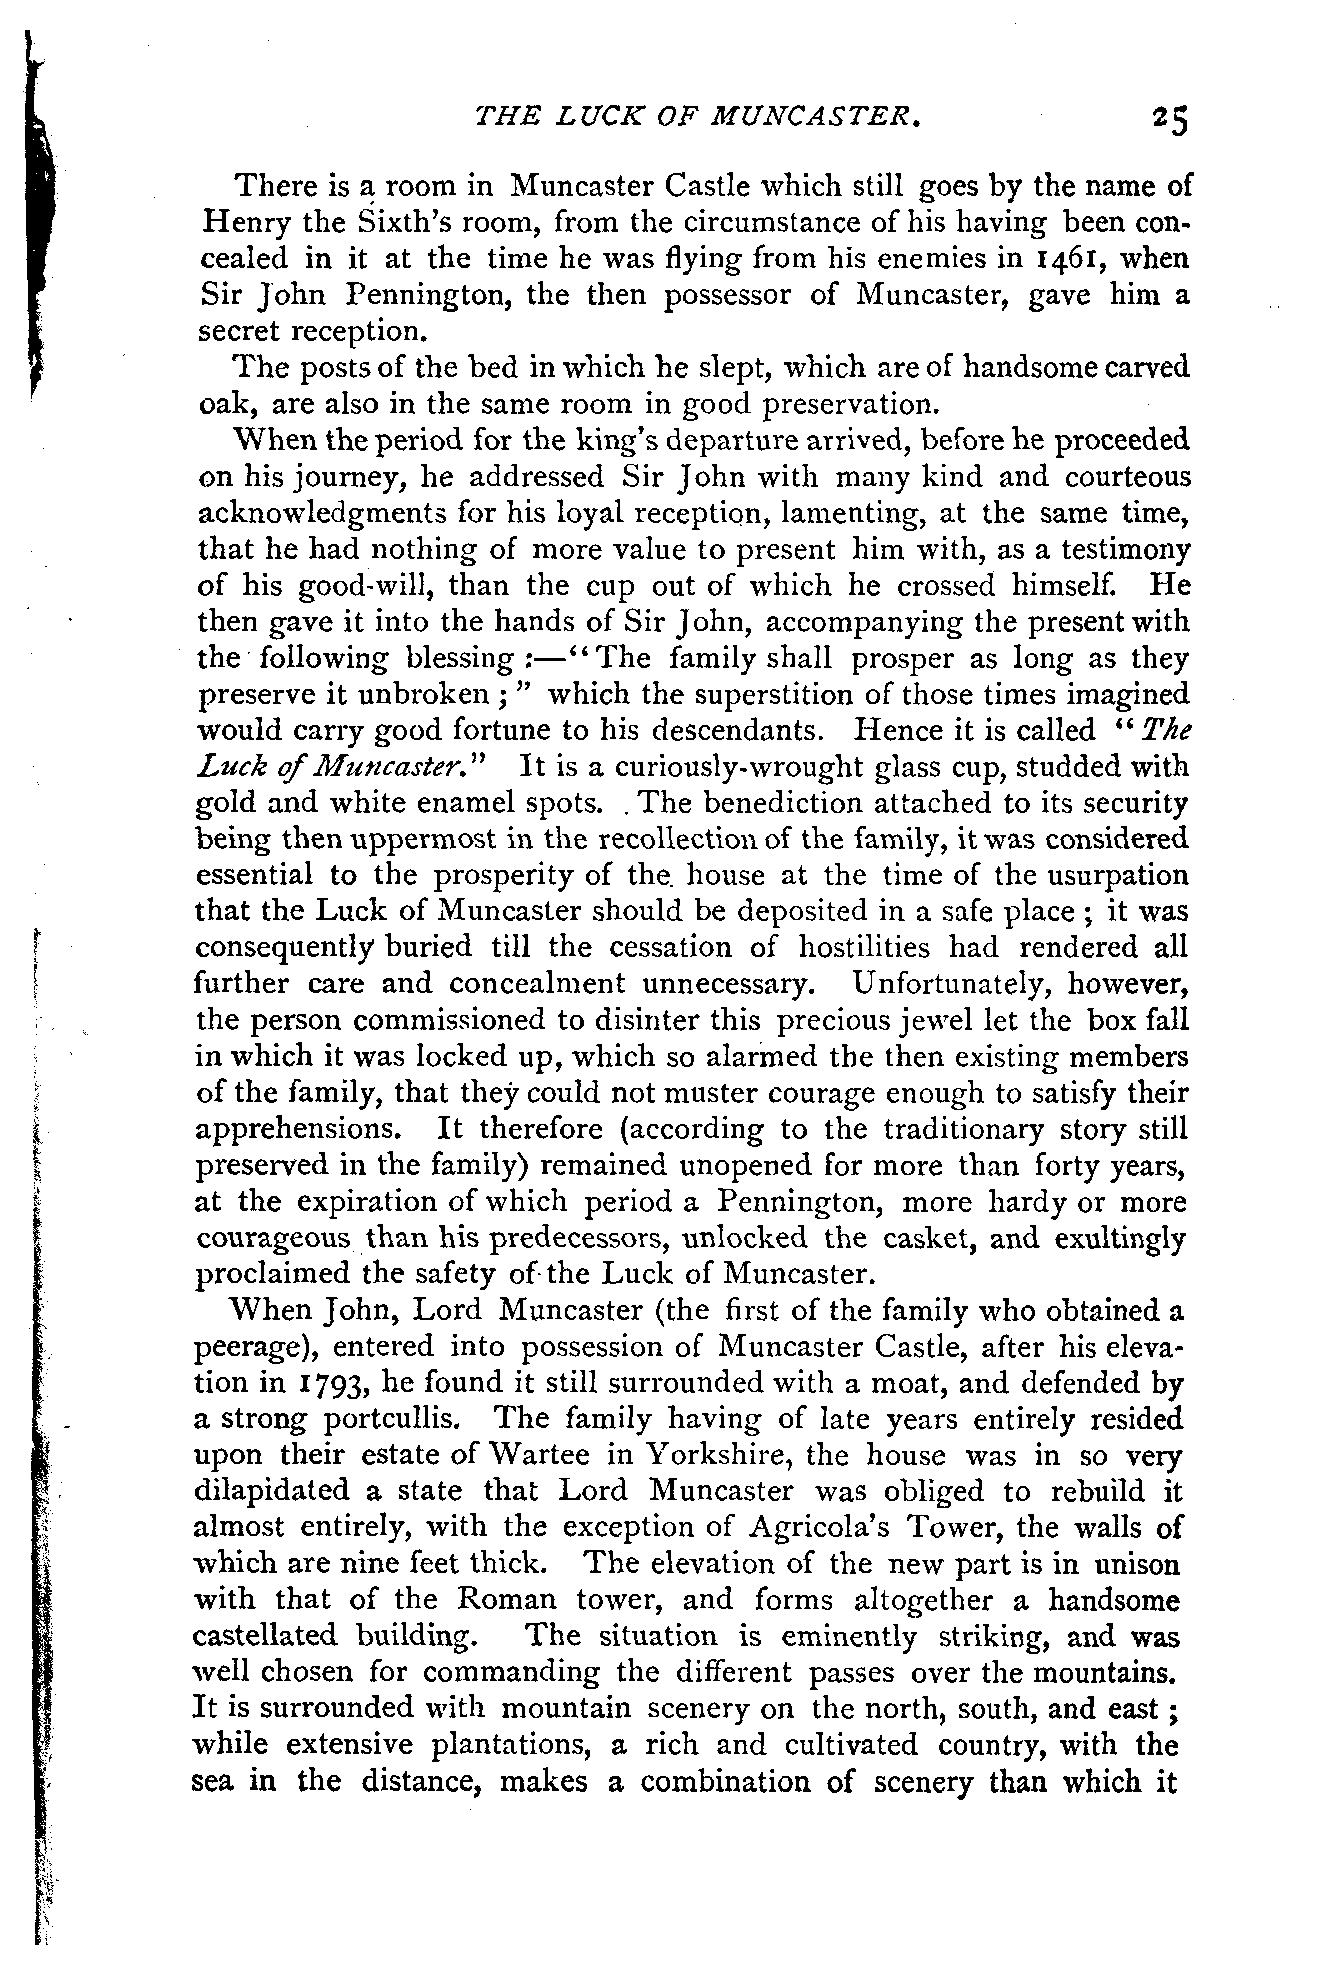 THE LUCK OF MUNCASTER. 25
There is a room in Muncaster Castle which still goes by the name of
Henry the Sixth's room, from the circumstance of his having been con-
cealed in it at the time he was flying from his enemies in 1461, when
Sir John Pennington, the then possessor of Muncaster, gave him a
secret reception.
The posts of the bed in which he slept, which are of handsome carved
oak, are also in the same room in good preservation.
When the period for the king's departure arrived, before he proceeded
on his journey, he addressed Sir John with many kind and courteous
acknowledgments for his loyal reception, lamenting, at the same time,
that he had nothing of more value to present him with, as a testimony
of his good-will, than the cup out of which he crossed himself. He
then gave it into the hands of Sir John, accompanying the present with
the following blessing :—“The family shall prosper as long as they
preserve it unbroken ;” which the superstition of those times imagined
would carry good fortune to his descendants. Hence it is called “The
Luck of Muncaster.” It is a curiously-wrought glass cup, studded with
gold and white enamel spots. The benediction attached to its security
being then uppermost in the recollection of the family, it was considered
essential to the prosperity of the house at the time of the usurpation
that the Luck of Muncaster should be deposited in a safe place ; it was
consequently buried till the cessation of hostilities had rendered all
further care and concealment unnecessary. Unfortunately, however,
the person commissioned to disinter this precious jewel let the box fall
in which it was locked up, which so alarmed the then existing members
of the family, that they could not muster courage enough to satisfy their
apprehensions. It therefore (according to the traditionary story still
preserved in the family) remained unopened for more than forty years,
at the expiration of which period a Pennington, more hardy or more
courageous than his predecessors, unlocked the casket, and exultingly
proclaimed the safety of the Luck of Muncaster.
When John, Lord Muncaster (the first of the family who obtained a
peerage), entered into possession of Muncaster Castle, after his eleva-
tion in 1793, he found it still surrounded with a moat, and defended by
a strong portcullis. The family having of late years entirely resided
upon their estate of Wartee in Yorkshire, the house was in so very
dilapidated a state that Lord Muncaster was obliged to rebuild it
almost entirely, with the exception of Agricola's Tower, the walls of
which are nine feet thick. The elevation of the new part is in unison
with that of the Roman tower, and forms altogether a handsome
castellated building. The situation is eminently striking, and was
well chosen for commanding the different passes over the mountains.
It is surrounded with mountain scenery on the north, south, and east ;
while extensive plantations, a rich and cultivated country, with the
sea in the distance, makes a combination of scenery than which it